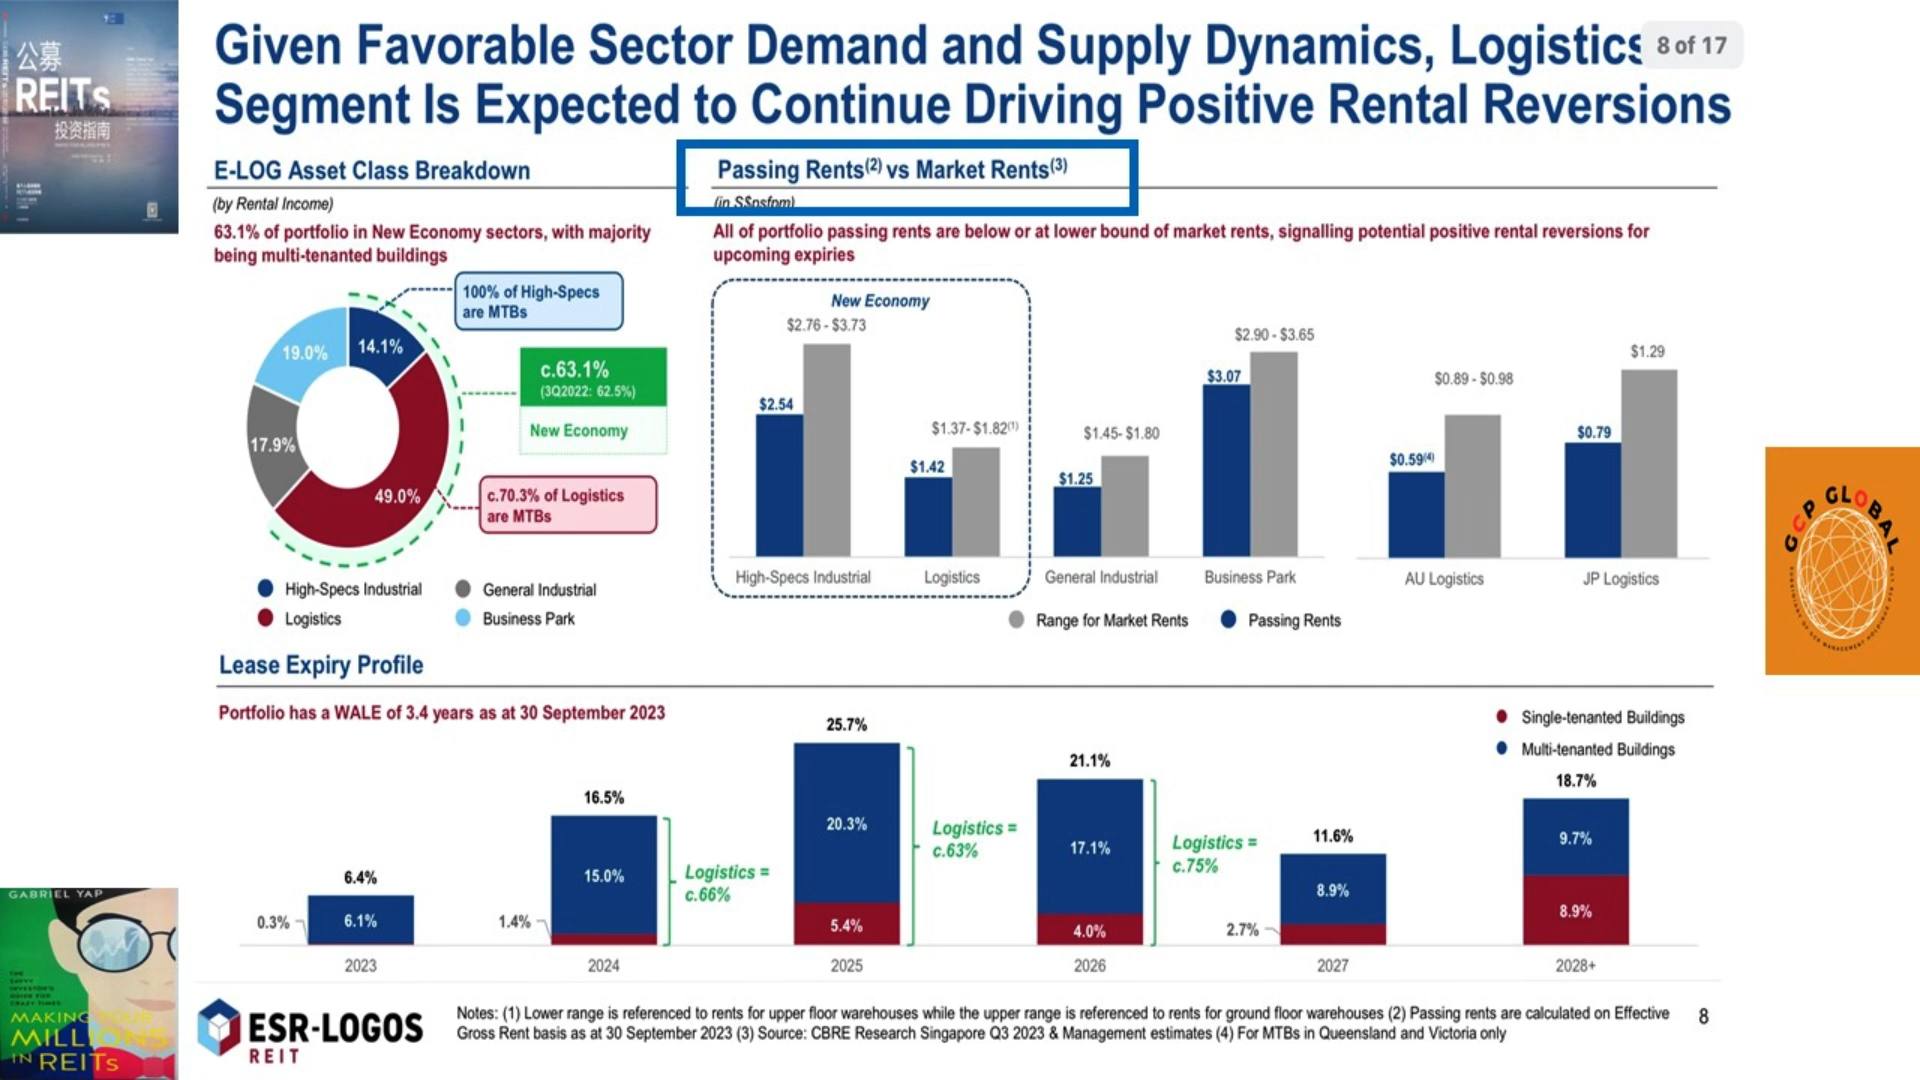 公募
REITs
投资指南
Given Favorable Sector Demand and Supply Dynamics, Logistics
8 of 17
Segment Is Expected to Continue Driving Positive Rental Reversions
E-LOG Asset Class Breakdown
(by Rental Income)
63.1% of portfolio in New Economy sectors, with majority
being multi-tenanted buildings
100% of High-Specs
are MTBs
19.0%
14.1%
c.63.1%
(3Q2022: 62.5%)
New Economy
17.9%
49.0%
c.70.3% of Logistics
are MTBs
High-Specs Industrial
General Industrial
Logistics
Business Park
Passing Rents(2) vs Market Rents(3)
(in S$psfpm)
All of portfolio passing rents are below or at lower bound of market rents, signalling potential positive rental reversions for
upcoming expiries
New Economy
$2.76 - $3.73
$2.54
$1.37- $1.82(1)
$1.42
$1.45- $1.80
$1.25
$2.90 - $3.65
$3.07
$0.89 - $0.98
$0.59(4)
$1.29
$0.79
High-Specs Industrial
Logistics
General Industrial
Business Park
AU Logistics
JP Logistics
Range for Market Rents
Passing Rents
GCP GLOBAL
Lease Expiry Profile
Portfolio has a WALE of 3.4 years as at 30 September 2023
Single-tenanted Buildings
Multi-tenanted Buildings
6.4%
0.3%
6.1%
2023
16.5%
15.0%
1.4%
Logistics =
c.66%
2024
25.7%
20.3%
5.4%
Logistics =
c.63%
2025
21.1%
17.1%
4.0%
Logistics =
c.75%
2026
11.6%
8.9%
2.7%
2027
18.7%
9.7%
8.9%
2028+
GABRIEL YAP
THE
SAVVY
INVESTOR'S
GUIDE FOR
CRAZY TIMES
MAKING YOUR
MILLIONS
IN REITs
ESR-LOGOS
REIT
Notes: (1) Lower range is referenced to rents for upper floor warehouses while the upper range is referenced to rents for ground floor warehouses (2) Passing rents are calculated on Effective
Gross Rent basis as at 30 September 2023 (3) Source: CBRE Research Singapore Q3 2023 & Management estimates (4) For MTBs in Queensland and Victoria only
8